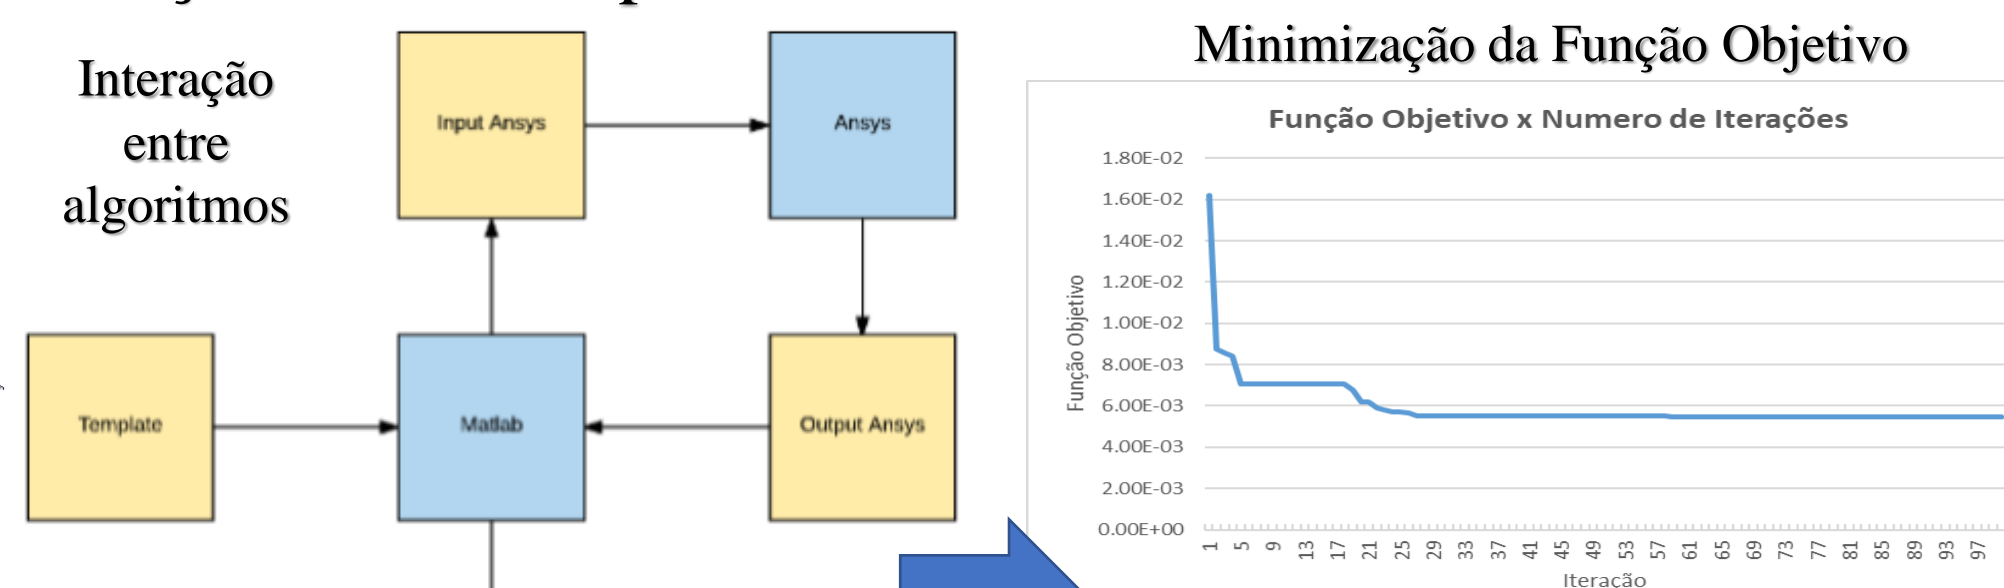 Interação
entre
algoritmos
Input Ansys
Ansys
Template
Matlab
Output Ansys
Minimização da Função Objetivo
Função Objetivo x Numero de Iterações
Função Objetivo
1.80E-02
1.60E-02
1.40E-02
1.20E-02
1.00E-02
8.00E-03
6.00E-03
4.00E-03
2.00E-03
0.00E+00
1 5 9 13 17 21 25 29 33 37 41 45 49 53 57 61 65 69 73 77 81 85 89 93 97
Iteração